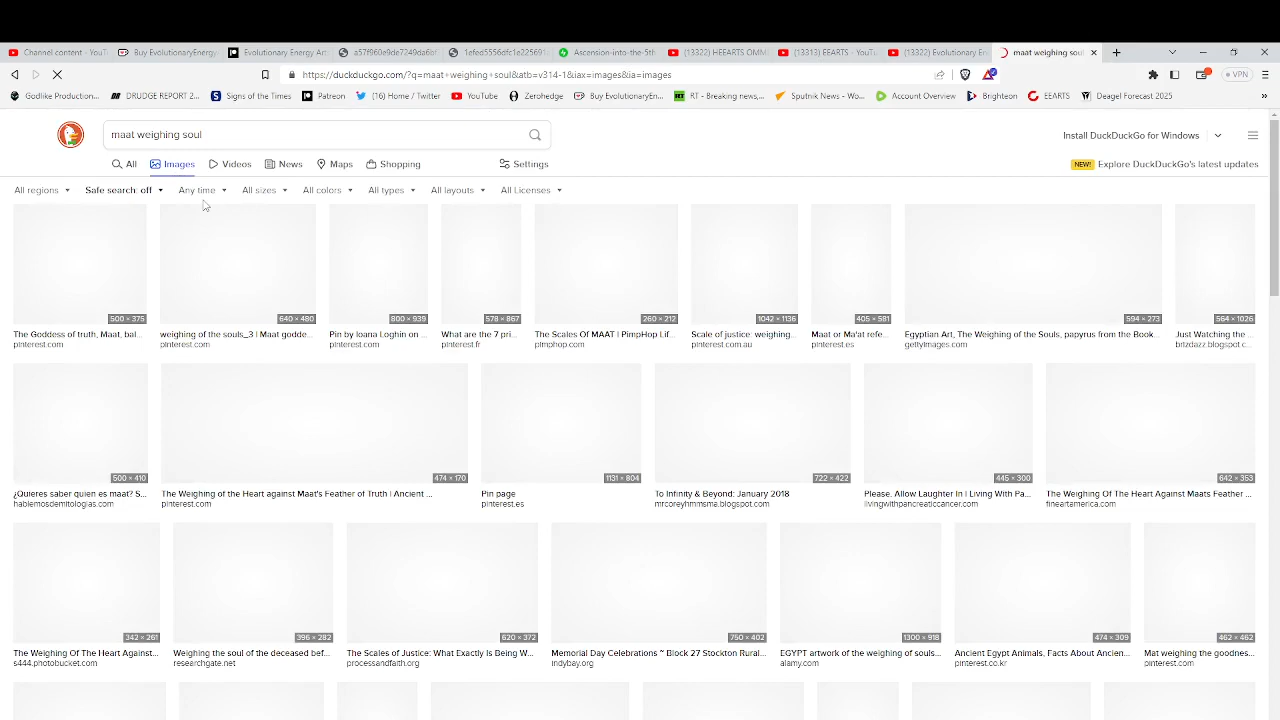 Channel content - YouT
Buy EvolutionaryEnergy
Evolutionary Energy Art
a57f960e9de7249da6bf
1efed5556dfc1e225691
Ascension-into-the-5th
(13322) HEEARTS OMM
(13313) EEARTS - YouTu
(13322) Evolutionary En
maat weighing soul
https://duckduckgo.com/?q=maat+weighing+soul&atb=v314-1&iax=images&ia=images
VPN
Godlike Production...
DRUDGE REPORT 2...
Signs of the Times
Patreon
(16) Home / Twitter
YouTube
Zerohedge
Buy EvolutionaryEn...
RT - Breaking news,...
Sputnik News - Wo...
Account Overview
Brighteon
EEARTS
Deagel Forecast 2025
maat weighing soul
Install DuckDuckGo for Windows
All
Images
Videos
News
Maps
Shopping
Settings
NEW!
Explore DuckDuckGo's latest updates
All regions
Safe search: off
Any time
All sizes
All colors
All types
All layouts
All Licenses
500 × 375
640 × 480
800 × 939
578 × 867
260 × 212
1042 × 1136
405 × 581
594 × 273
564 × 1026
The Goddess of truth, Maat, bal...
weighing of the souls_3 | Maat godde...
Pin by Ioana Loghin on ...
What are the 7 pri...
The Scales Of MAAT | PimpHop Lif...
Scale of justice: weighing...
Maat or Ma'at refe...
Egyptian Art, The Weighing of the Souls, papyrus from the Book...
Just Watching the ...
pinterest.com
pinterest.com
pinterest.com
pinterest.fr
pimphop.com
pinterest.com.au
pinterest.es
gettyimages.com
brizdazz.blogspot.c...
500 × 410
474 × 170
1131 × 804
722 × 422
445 × 300
642 × 353
¿Quieres saber quien es maat? S...
The Weighing of the Heart against Maat's Feather of Truth | Ancient ...
Pin page
To Infinity & Beyond: January 2018
Please, Allow Laughter In | Living With Pa...
The Weighing Of The Heart Against Maats Feather ...
hablemosdemitologias.com
pinterest.com
pinterest.es
mrcoreyhmmsma.blogspot.com
livingwithpancreaticcancer.com
fineartamerica.com
342 × 261
396 × 282
620 × 372
750 × 402
1300 × 918
474 × 309
462 × 462
The Weighing Of The Heart Against...
Weighing the soul of the deceased bef...
The Scales of Justice: What Exactly Is Being W...
Memorial Day Celebrations ~ Block 27 Stockton Rural...
EGYPT artwork of the weighing of souls...
Ancient Egypt Animals, Facts About Ancien...
Mat weighing the goodnes...
s444.photobucket.com
researchgate.net
processandfaith.org
indybay.org
alamy.com
pinterest.co.kr
pinterest.com